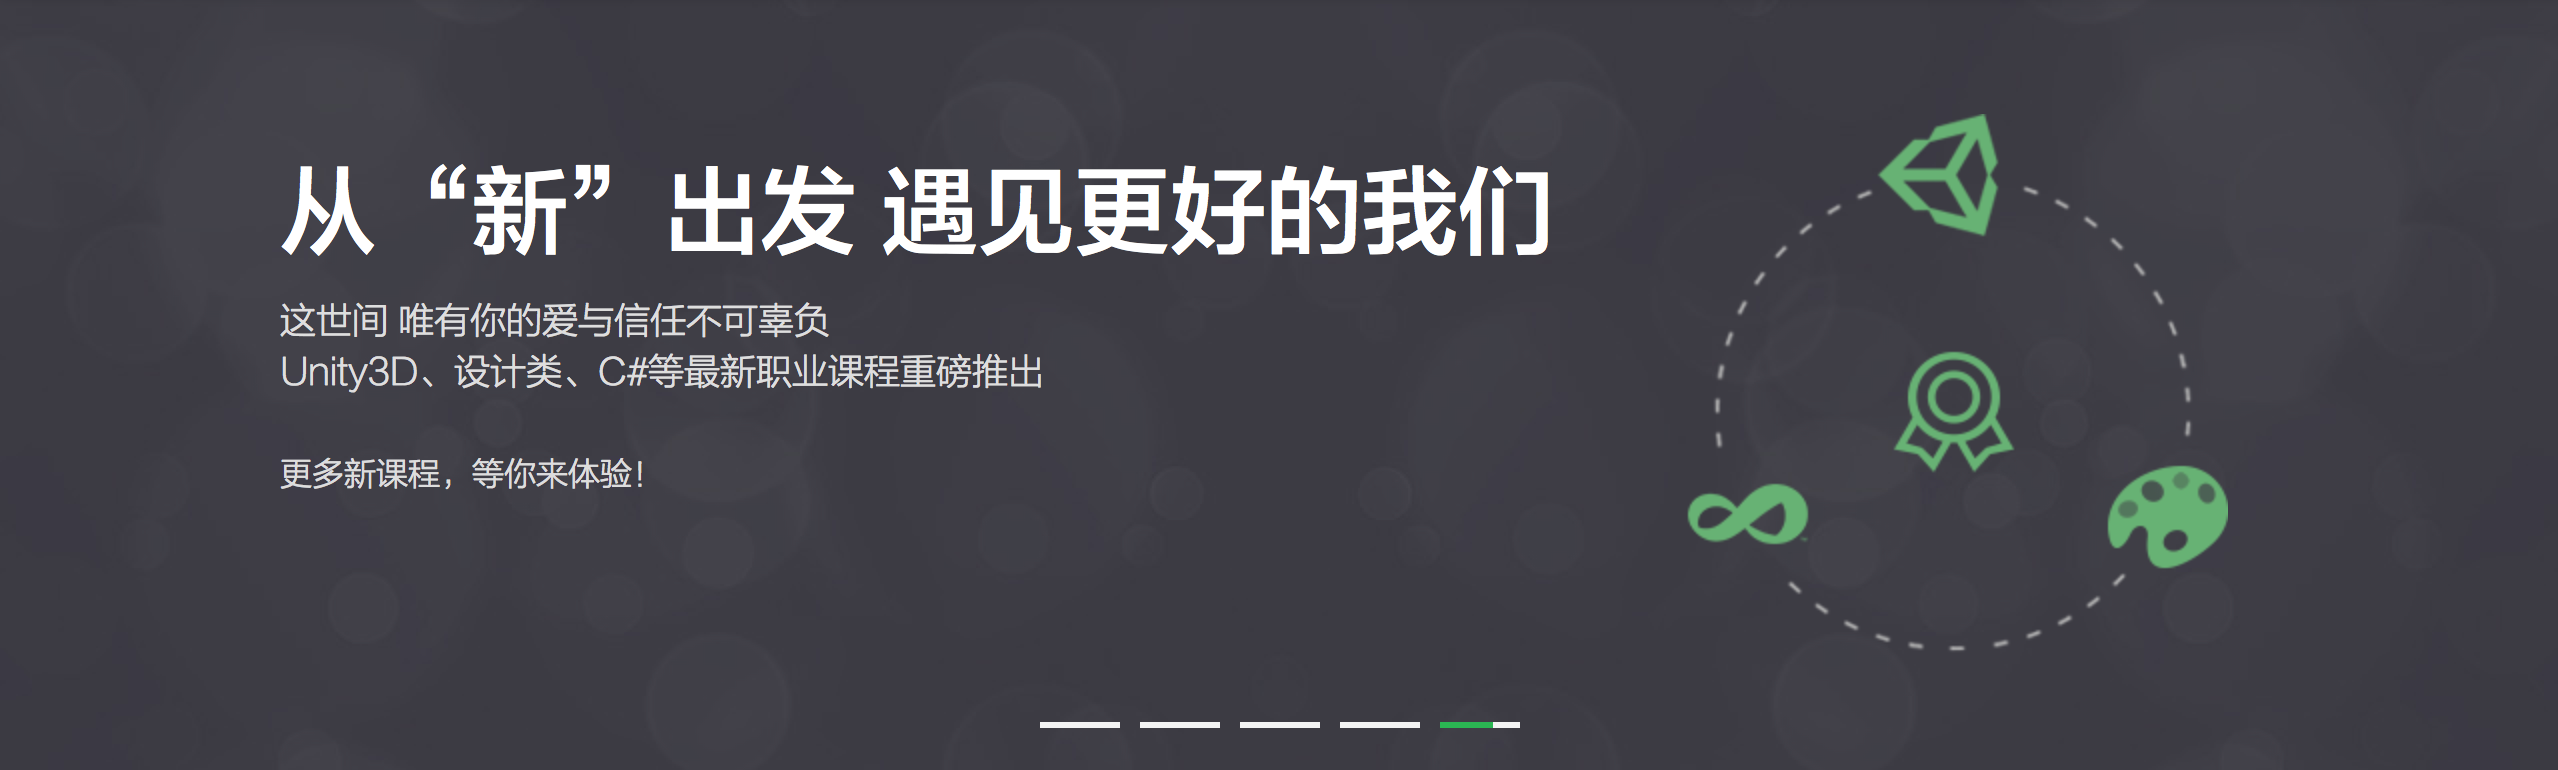 从“新”出发 遇见更好的我们
这世间 唯有你的爱与信任不可辜负
Unity3D、设计类、C#等最新职业课程重磅推出
更多新课程，等你来体验！